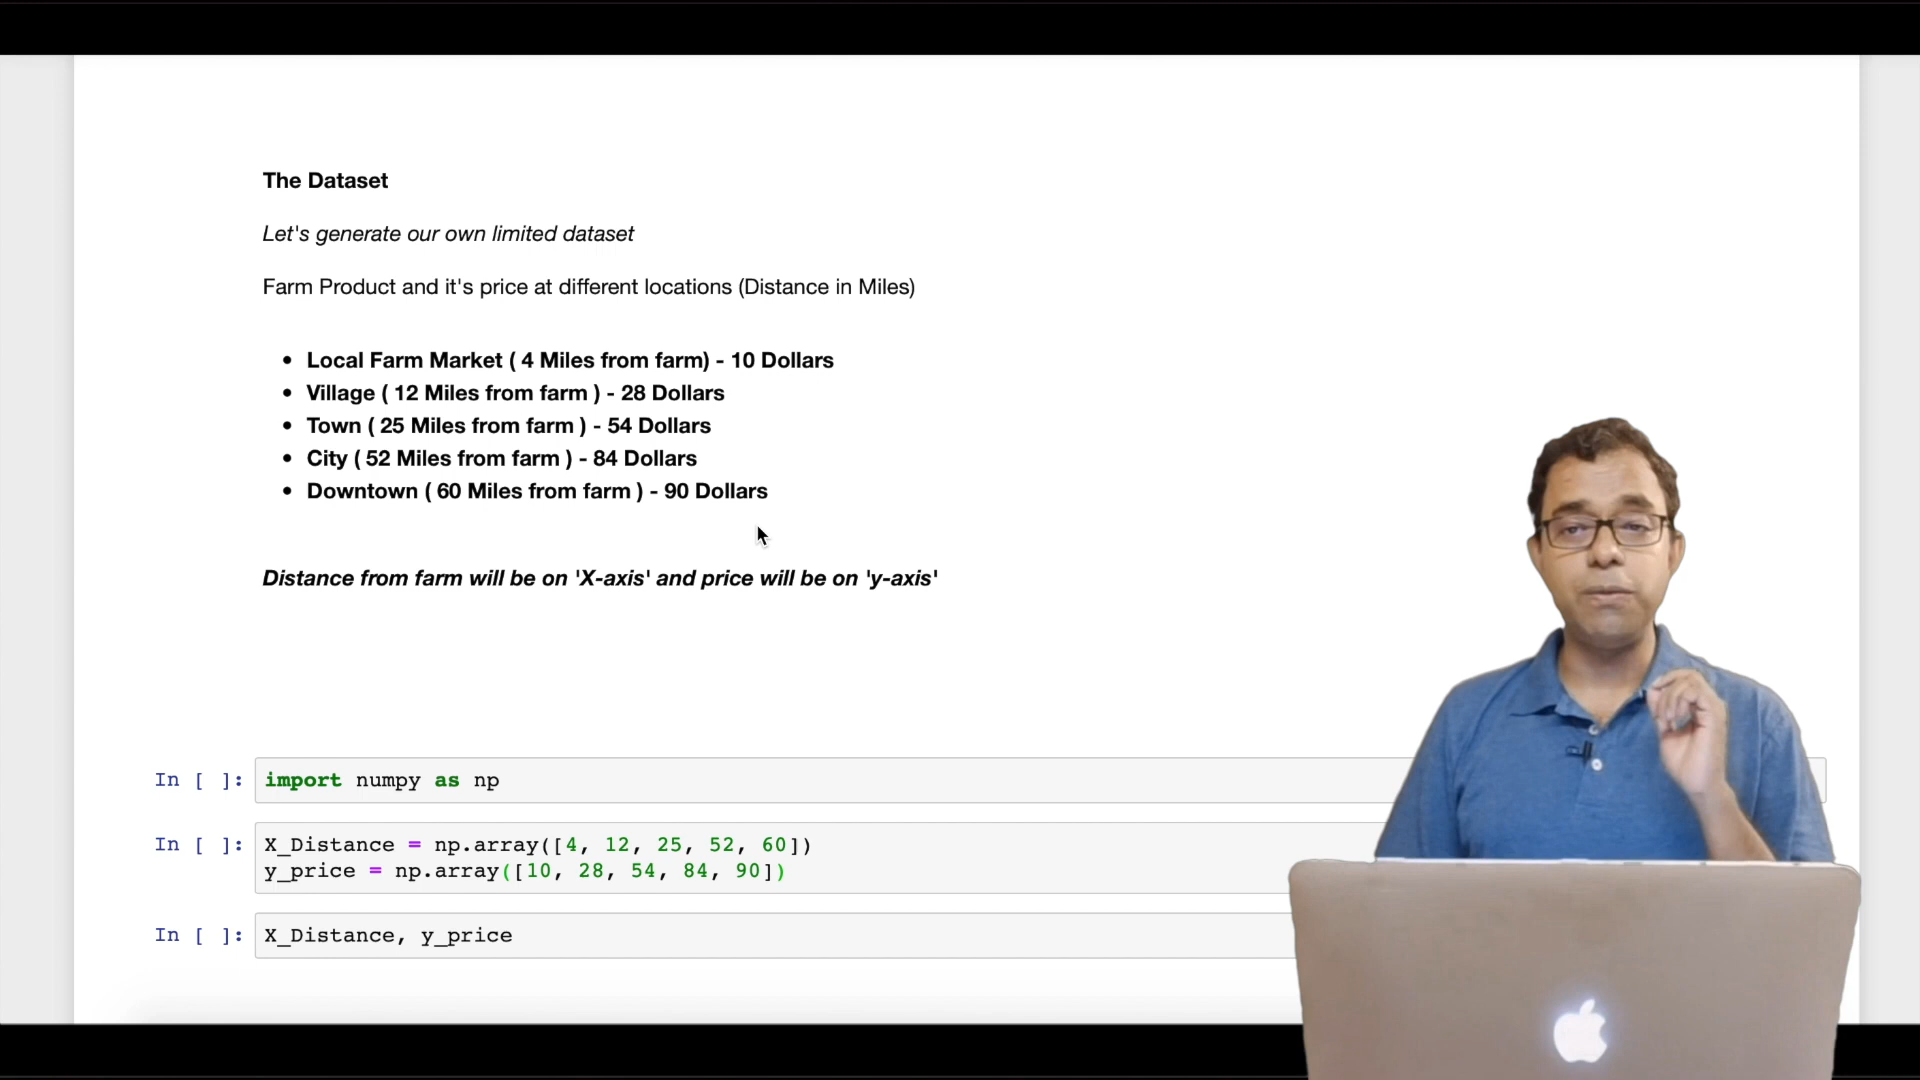 The Dataset
Let's generate our own limited dataset
Farm Product and it's price at different locations (Distance in Miles)
• Local Farm Market ( 4 Miles from farm) - 10 Dollars
• Village ( 12 Miles from farm ) - 28 Dollars
• Town ( 25 Miles from farm ) - 54 Dollars
• City ( 52 Miles from farm ) - 84 Dollars
• Downtown ( 60 Miles from farm ) - 90 Dollars
Distance from farm will be on 'X-axis' and price will be on 'y-axis'
In [ ]: import numpy as np
In [ ]: X_Distance = np.array([4, 12, 25, 52, 60])
y_price = np.array([10, 28, 54, 84, 90])
In [ ]: X_Distance, y_price